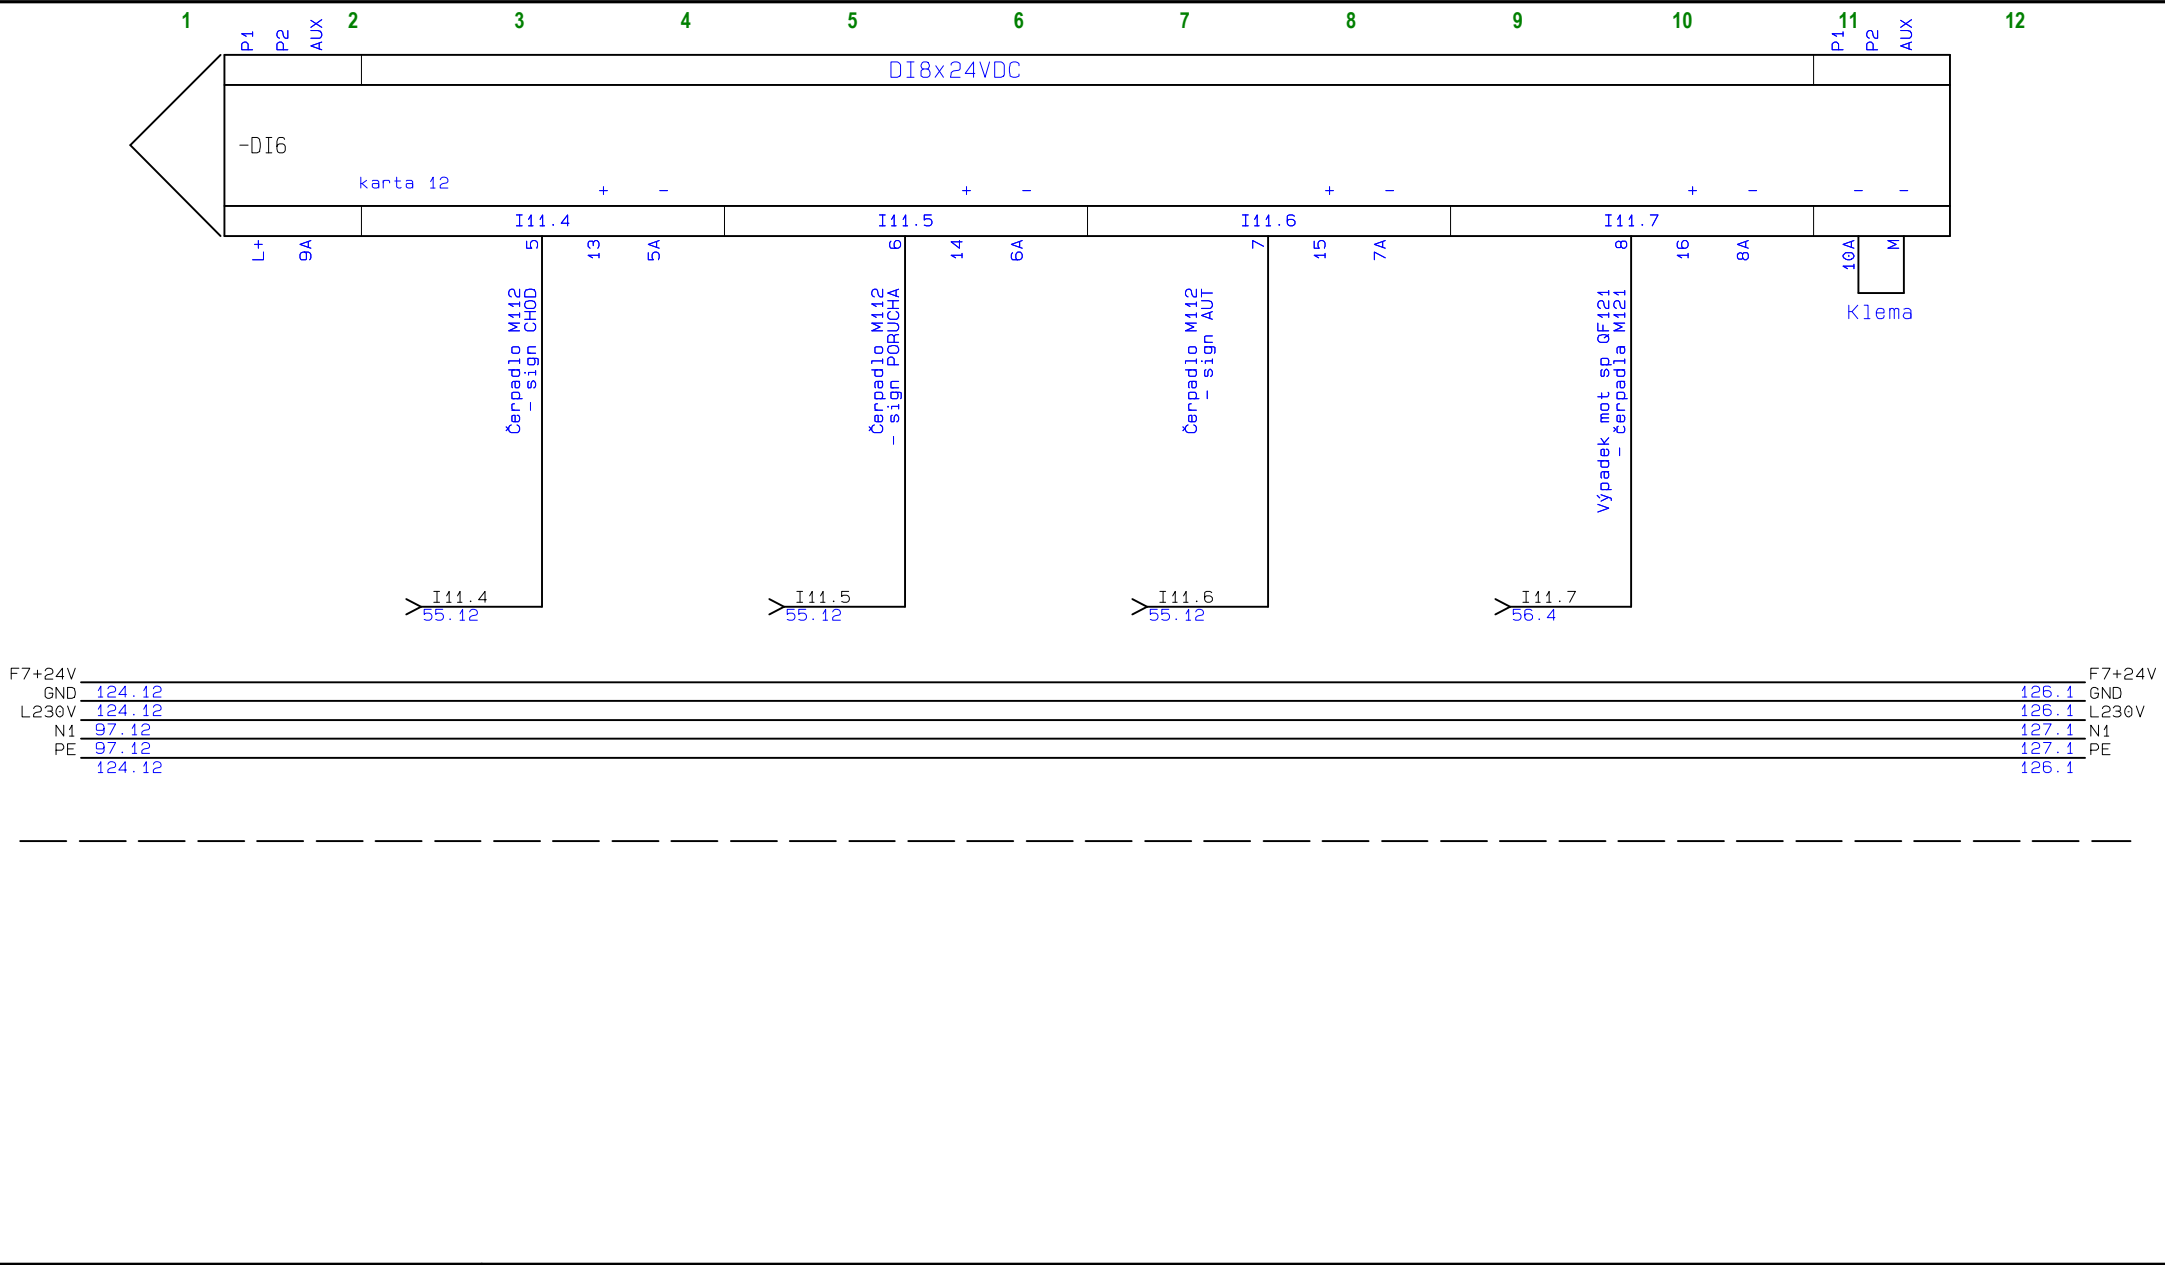 1 2 3 4 5 6 7 8 9 10 11 12
P1 P2 AUX P1 P2 AUX
DI8x24VDC
-DI6
karta 12
+ - + - + - + - - -
I11.4 I11.5 I11.6 I11.7
L+ 9A 5 13 5A 6 14 6A 7 15 7A 8 16 8A 10A M
Čerpadlo M112
- sign CHOD
Čerpadlo M112
- sign PORUCHA
Čerpadlo M112
- sign AUT
Výpadek mot sp QF121
- čerpadla M121
Klema
I11.4
55.12
I11.5
55.12
I11.6
55.12
I11.7
56.4
F7+24V F7+24V
GND 124.12 126.1 GND
L230V 124.12 126.1 L230V
N1 97.12 127.1 N1
PE 97.12 127.1 PE
124.12 126.1